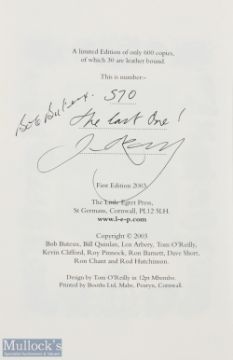 A limited Edition of only 600 copies,
of which 30 are leather bound.
This is number:-
Bob Buteux. 570
the last One!
First Edition 2003
The Little Egret Press
St Germans, Cornwall, PL12 5LH.
www.l-e-p.com
Copyright © 2003
Bob Buteux, Bill Quinlan, Len Arbery, Tom O'Reilly,
Kevin Clifford, Roy Pinnock, Ron Barnett, Dave Short,
Ron Chant and Rod Hutchinson.
Design by Tom O'Reilly in 12pt Mbembo.
Printed by Booths Ltd, Mabe, Penryn, Cornwall.
Mullock's